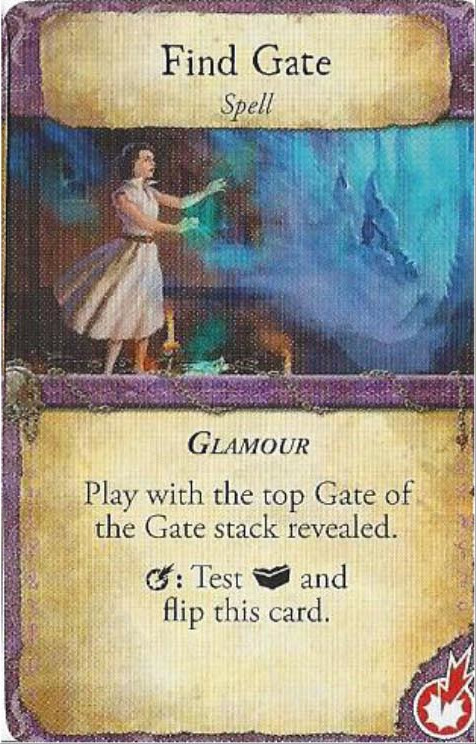 Find Gate
Spell
GLAMOUR
Play with the top Gate of
the Gate stack revealed.
: Test and
flip this card.